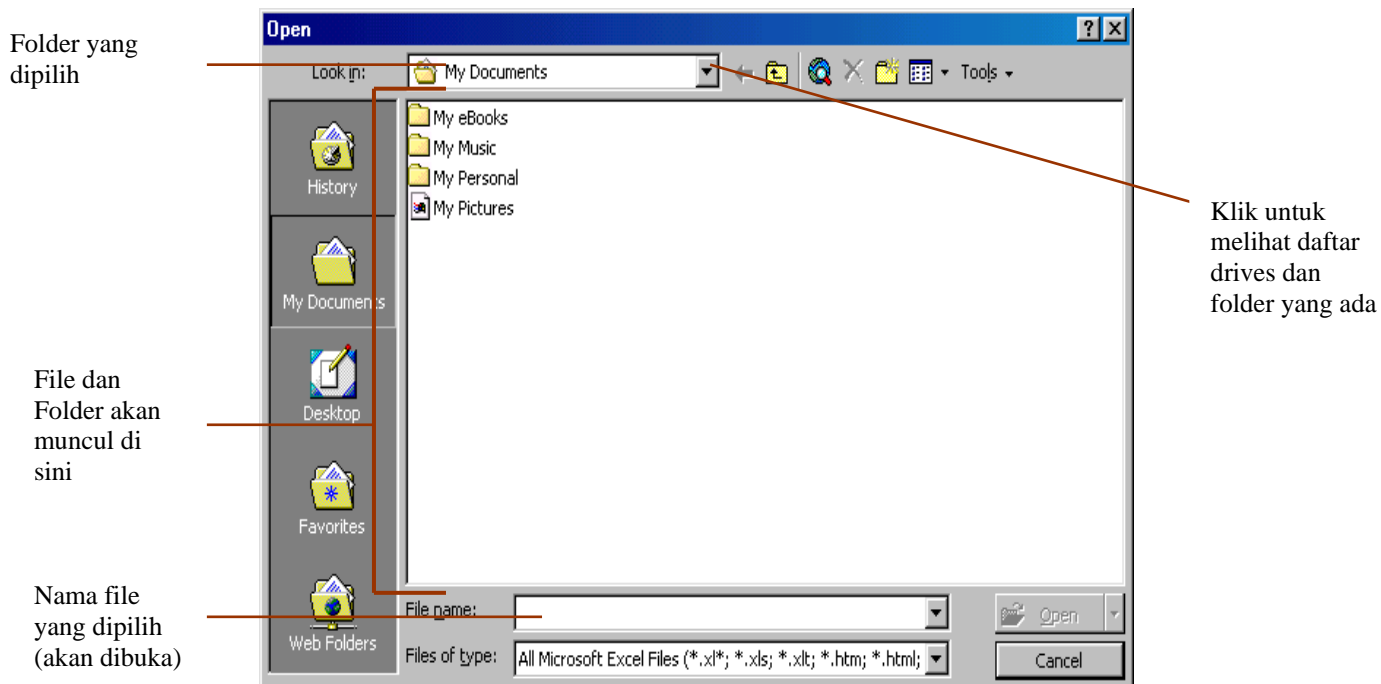 Open
Folder yang
dipilih
Look in:
My Documents
Tools
My eBooks
My Music
My Personal
My Pictures
History
My Documents
Desktop
Favorites
Web Folders
Klik untuk
melihat daftar
drives dan
folder yang ada
File dan
Folder akan
muncul di
sini
Nama file
yang dipilih
(akan dibuka)
File name:
Open
Files of type:
All Microsoft Excel Files (*.xl*; *.xls; *.xlt; *.htm; *.html;
Cancel